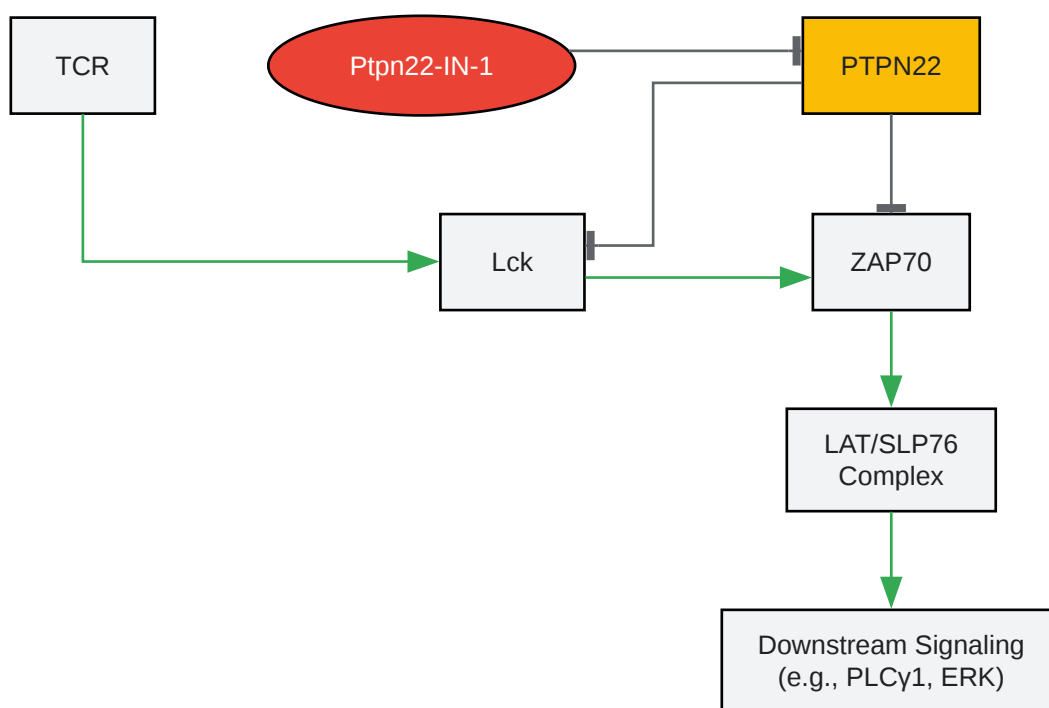 TCR
Ptpn22-IN-1
PTPN22
Lck
ZAP70
LAT/SLP76
Complex
Downstream Signaling
(e.g., PLCγ1, ERK)